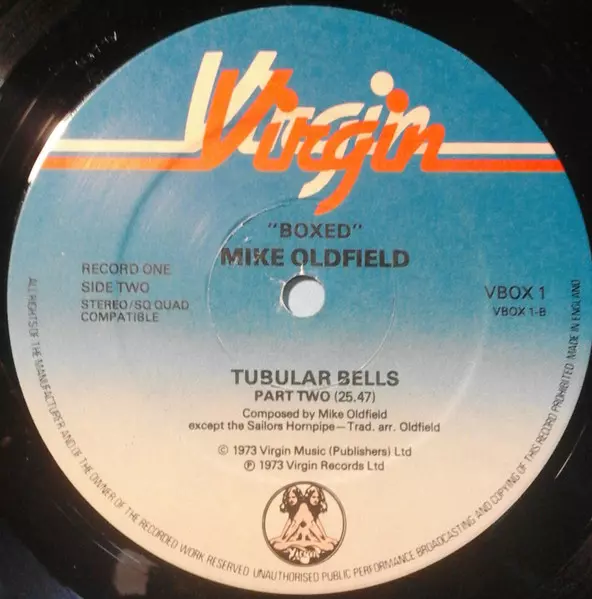 Virgin
"BOXED"
MIKE OLDFIELD
RECORD ONE
SIDE TWO
STEREO/SQ QUAD
COMPATIBLE
VBOX 1
VBOX 1-B
TUBULAR BELLS
PART TWO (25.47)
Composed by Mike Oldfield
except the Sailors Hornpipe—Trad. arr. Oldfield
© 1973 Virgin Music (Publishers) Ltd
℗ 1973 Virgin Records Ltd
Virgin
ALL RIGHTS OF THE MANUFACTURER AND OF THE OWNER OF THE RECORDED WORK RESERVED UNAUTHORISED PUBLIC PERFORMANCE BROADCASTING AND COPYING OF THIS RECORD PROHIBITED MADE IN ENGLAND